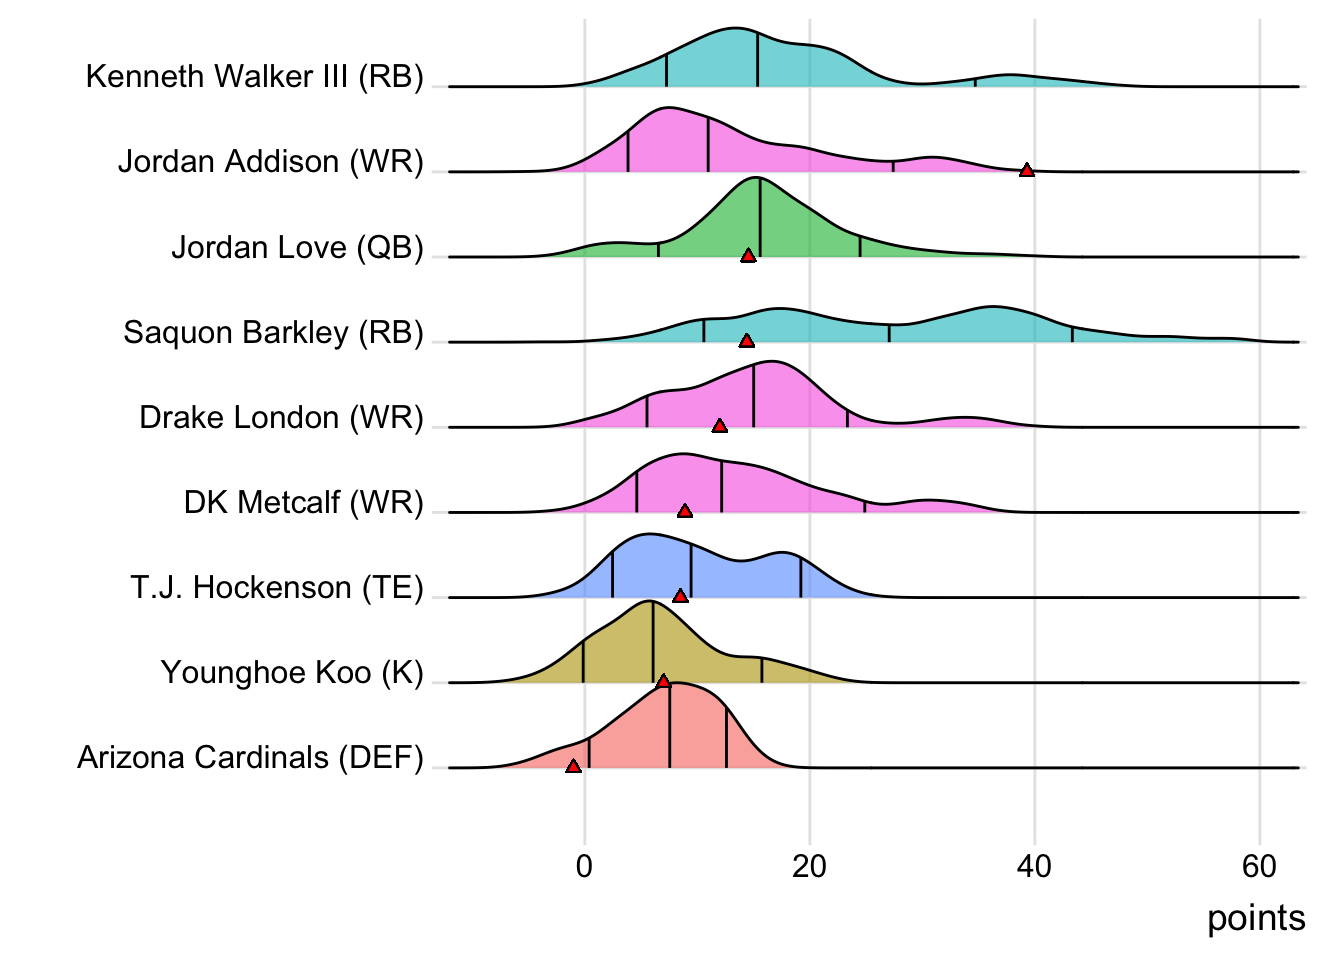 Kenneth Walker III (RB)
Jordan Addison (WR)
Jordan Love (QB)
Saquon Barkley (RB)
Drake London (WR)
DK Metcalf (WR)
T.J. Hockenson (TE)
Younghoe Koo (K)
Arizona Cardinals (DEF)
0 20 40 60
points